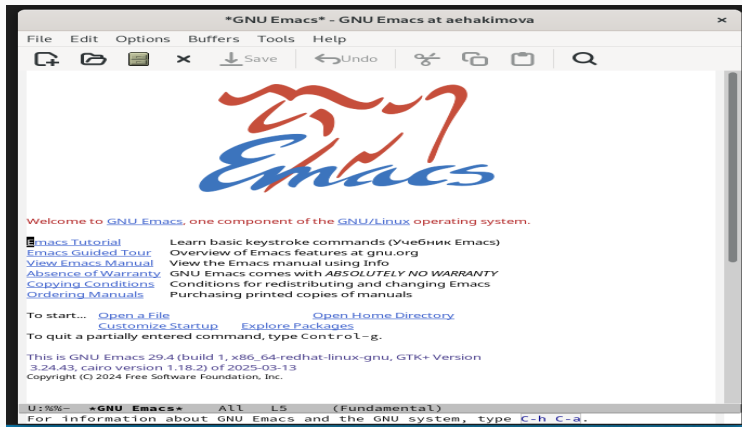 *GNU Emacs* - GNU Emacs at aehakimova
File Edit Options Buffers Tools Help
Save Undo
Emacs
Welcome to GNU Emacs, one component of the GNU/Linux operating system.
Emacs Tutorial Learn basic keystroke commands (Учебник Emacs)
Emacs Guided Tour Overview of Emacs features at gnu.org
View Emacs Manual View the Emacs manual using Info
Absence of Warranty GNU Emacs comes with ABSOLUTELY NO WARRANTY
Copying Conditions Conditions for redistributing and changing Emacs
Ordering Manuals Purchasing printed copies of manuals
To start... Open a File Open Home Directory
Customize Startup Explore Packages
To quit a partially entered command, type Control-g.
This is GNU Emacs 29.4 (build 1, x86_64-redhat-linux-gnu, GTK+ Version
3.24.43, cairo version 1.18.2) of 2025-03-13
Copyright (C) 2024 Free Software Foundation, Inc.
U:%%- *GNU Emacs* All L5 (Fundamental)
For information about GNU Emacs and the GNU system, type C-h C-a.